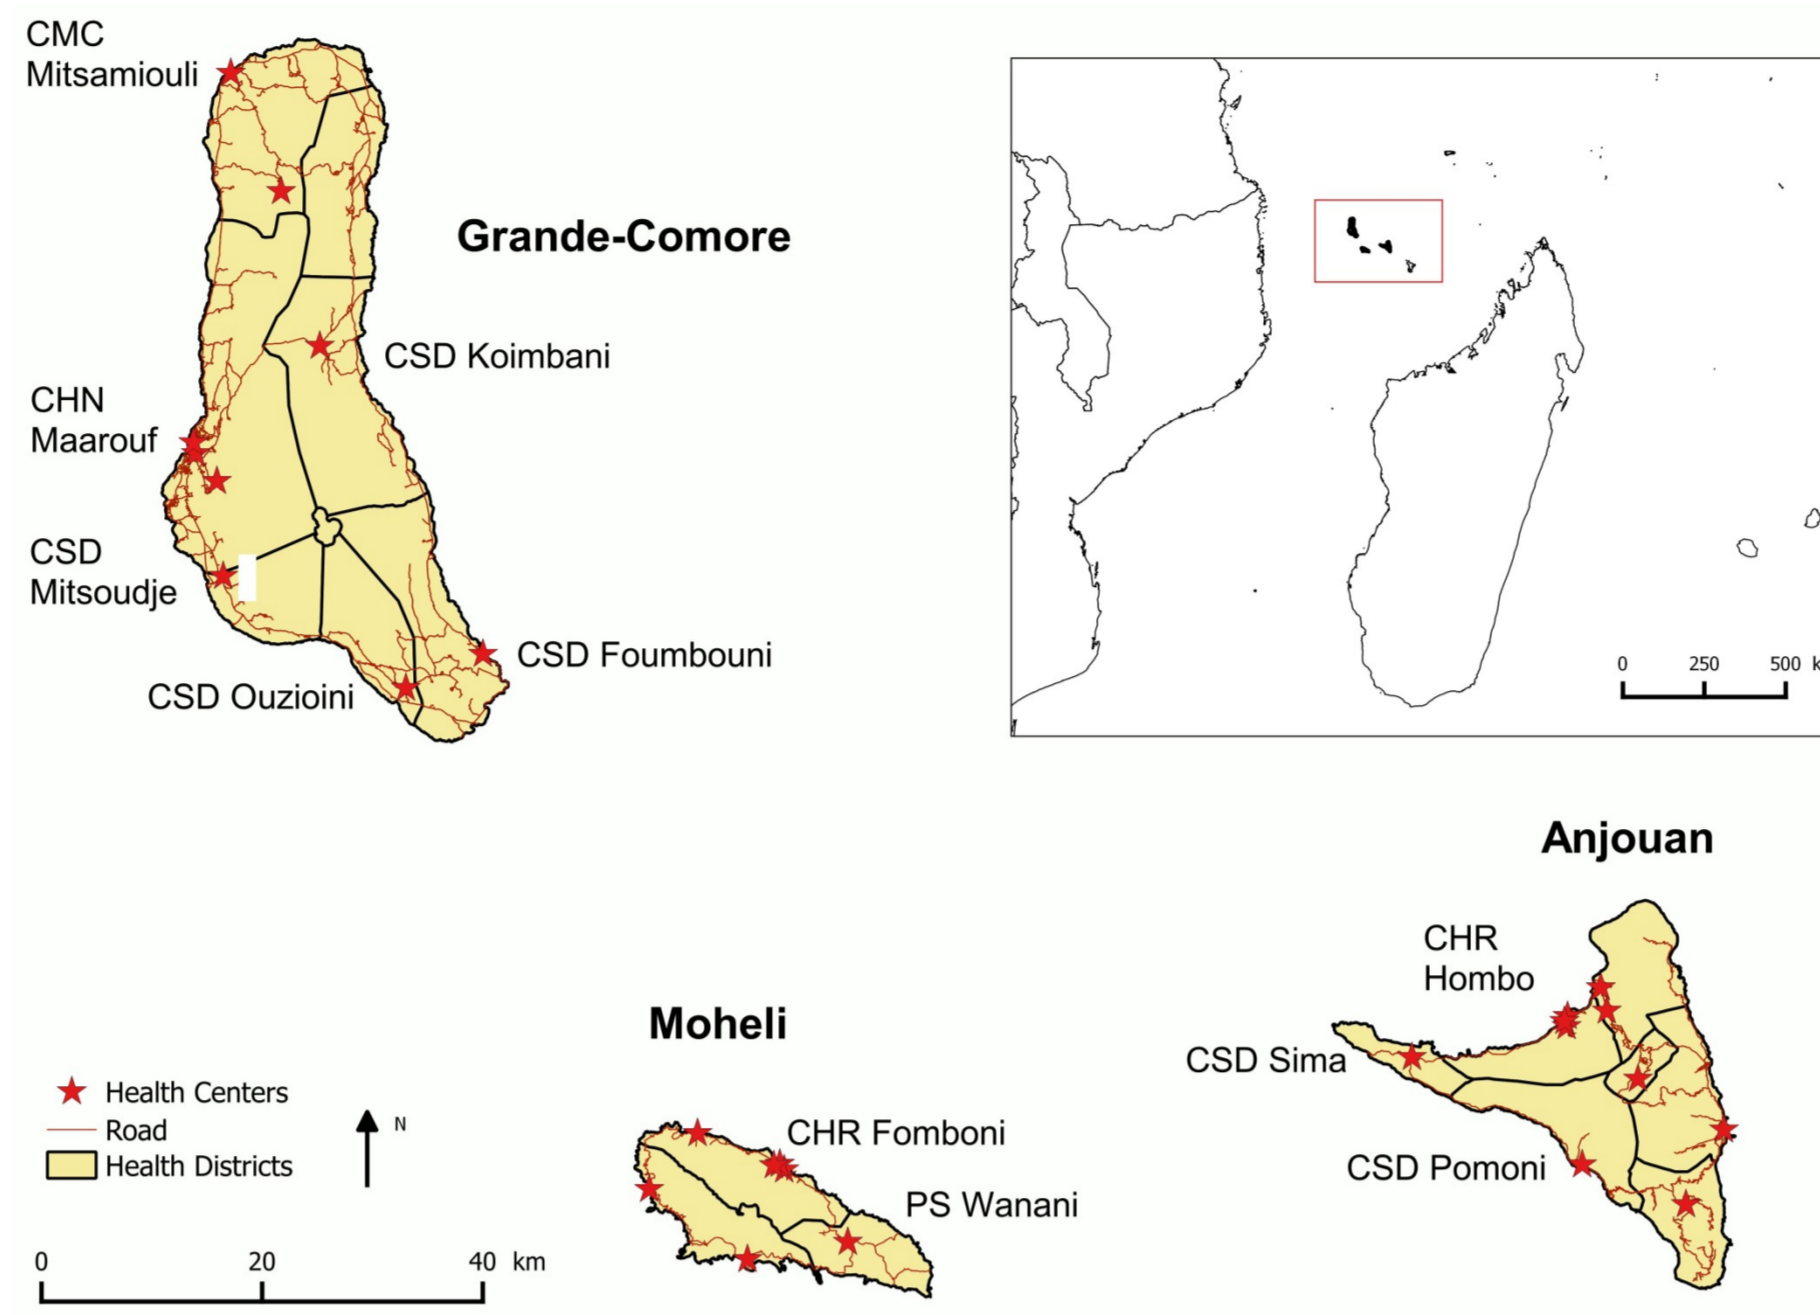 CMC
Mitsamiouli
Grande-Comore
CSD Koimbani
CHN
Maarouf
CSD
Mitsoudje
CSD Foumbouni
CSD Ouzioini
0 250 500 k
Anjouan
CHR
Hombo
Moheli
CSD Sima
Health Centers
Road
Health Districts
N
CHR Fomboni
CSD Pomoni
PS Wanani
0 20 40 km